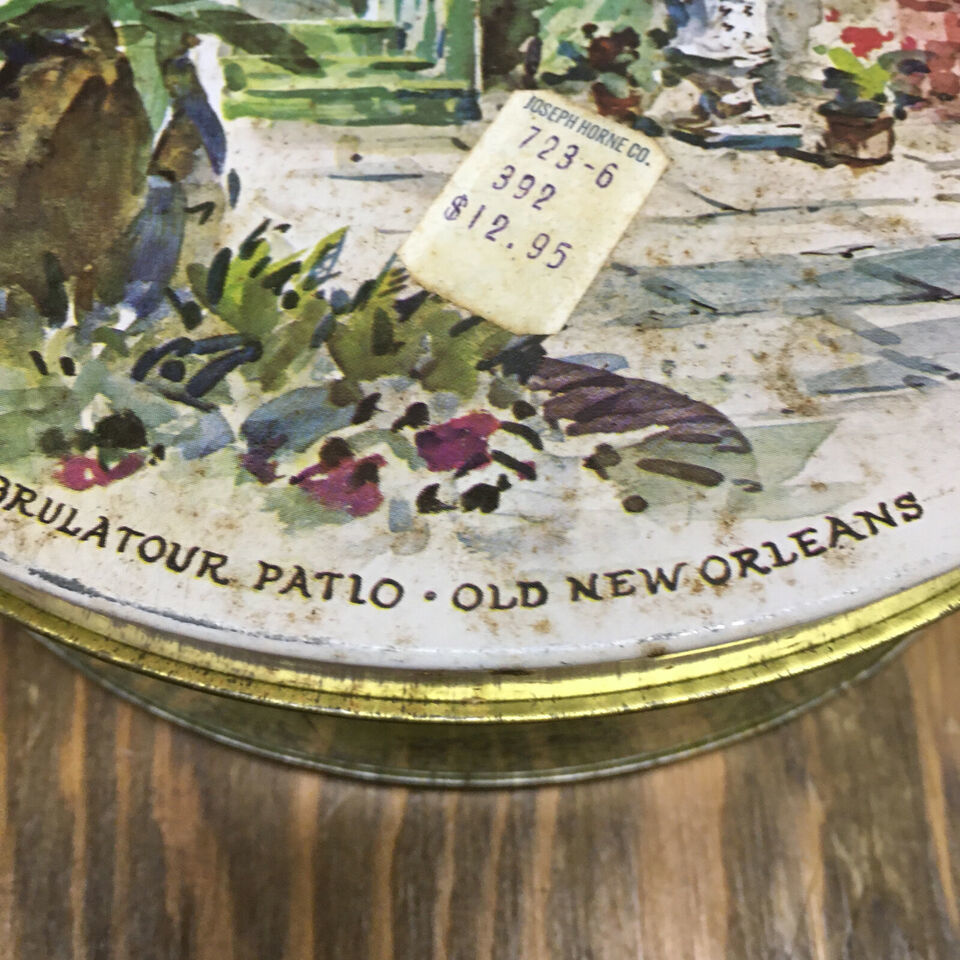 JOSEPH HORNE CO.
723-6
392
$12.95
BRULATOUR PATIO · OLD NEW ORLEANS